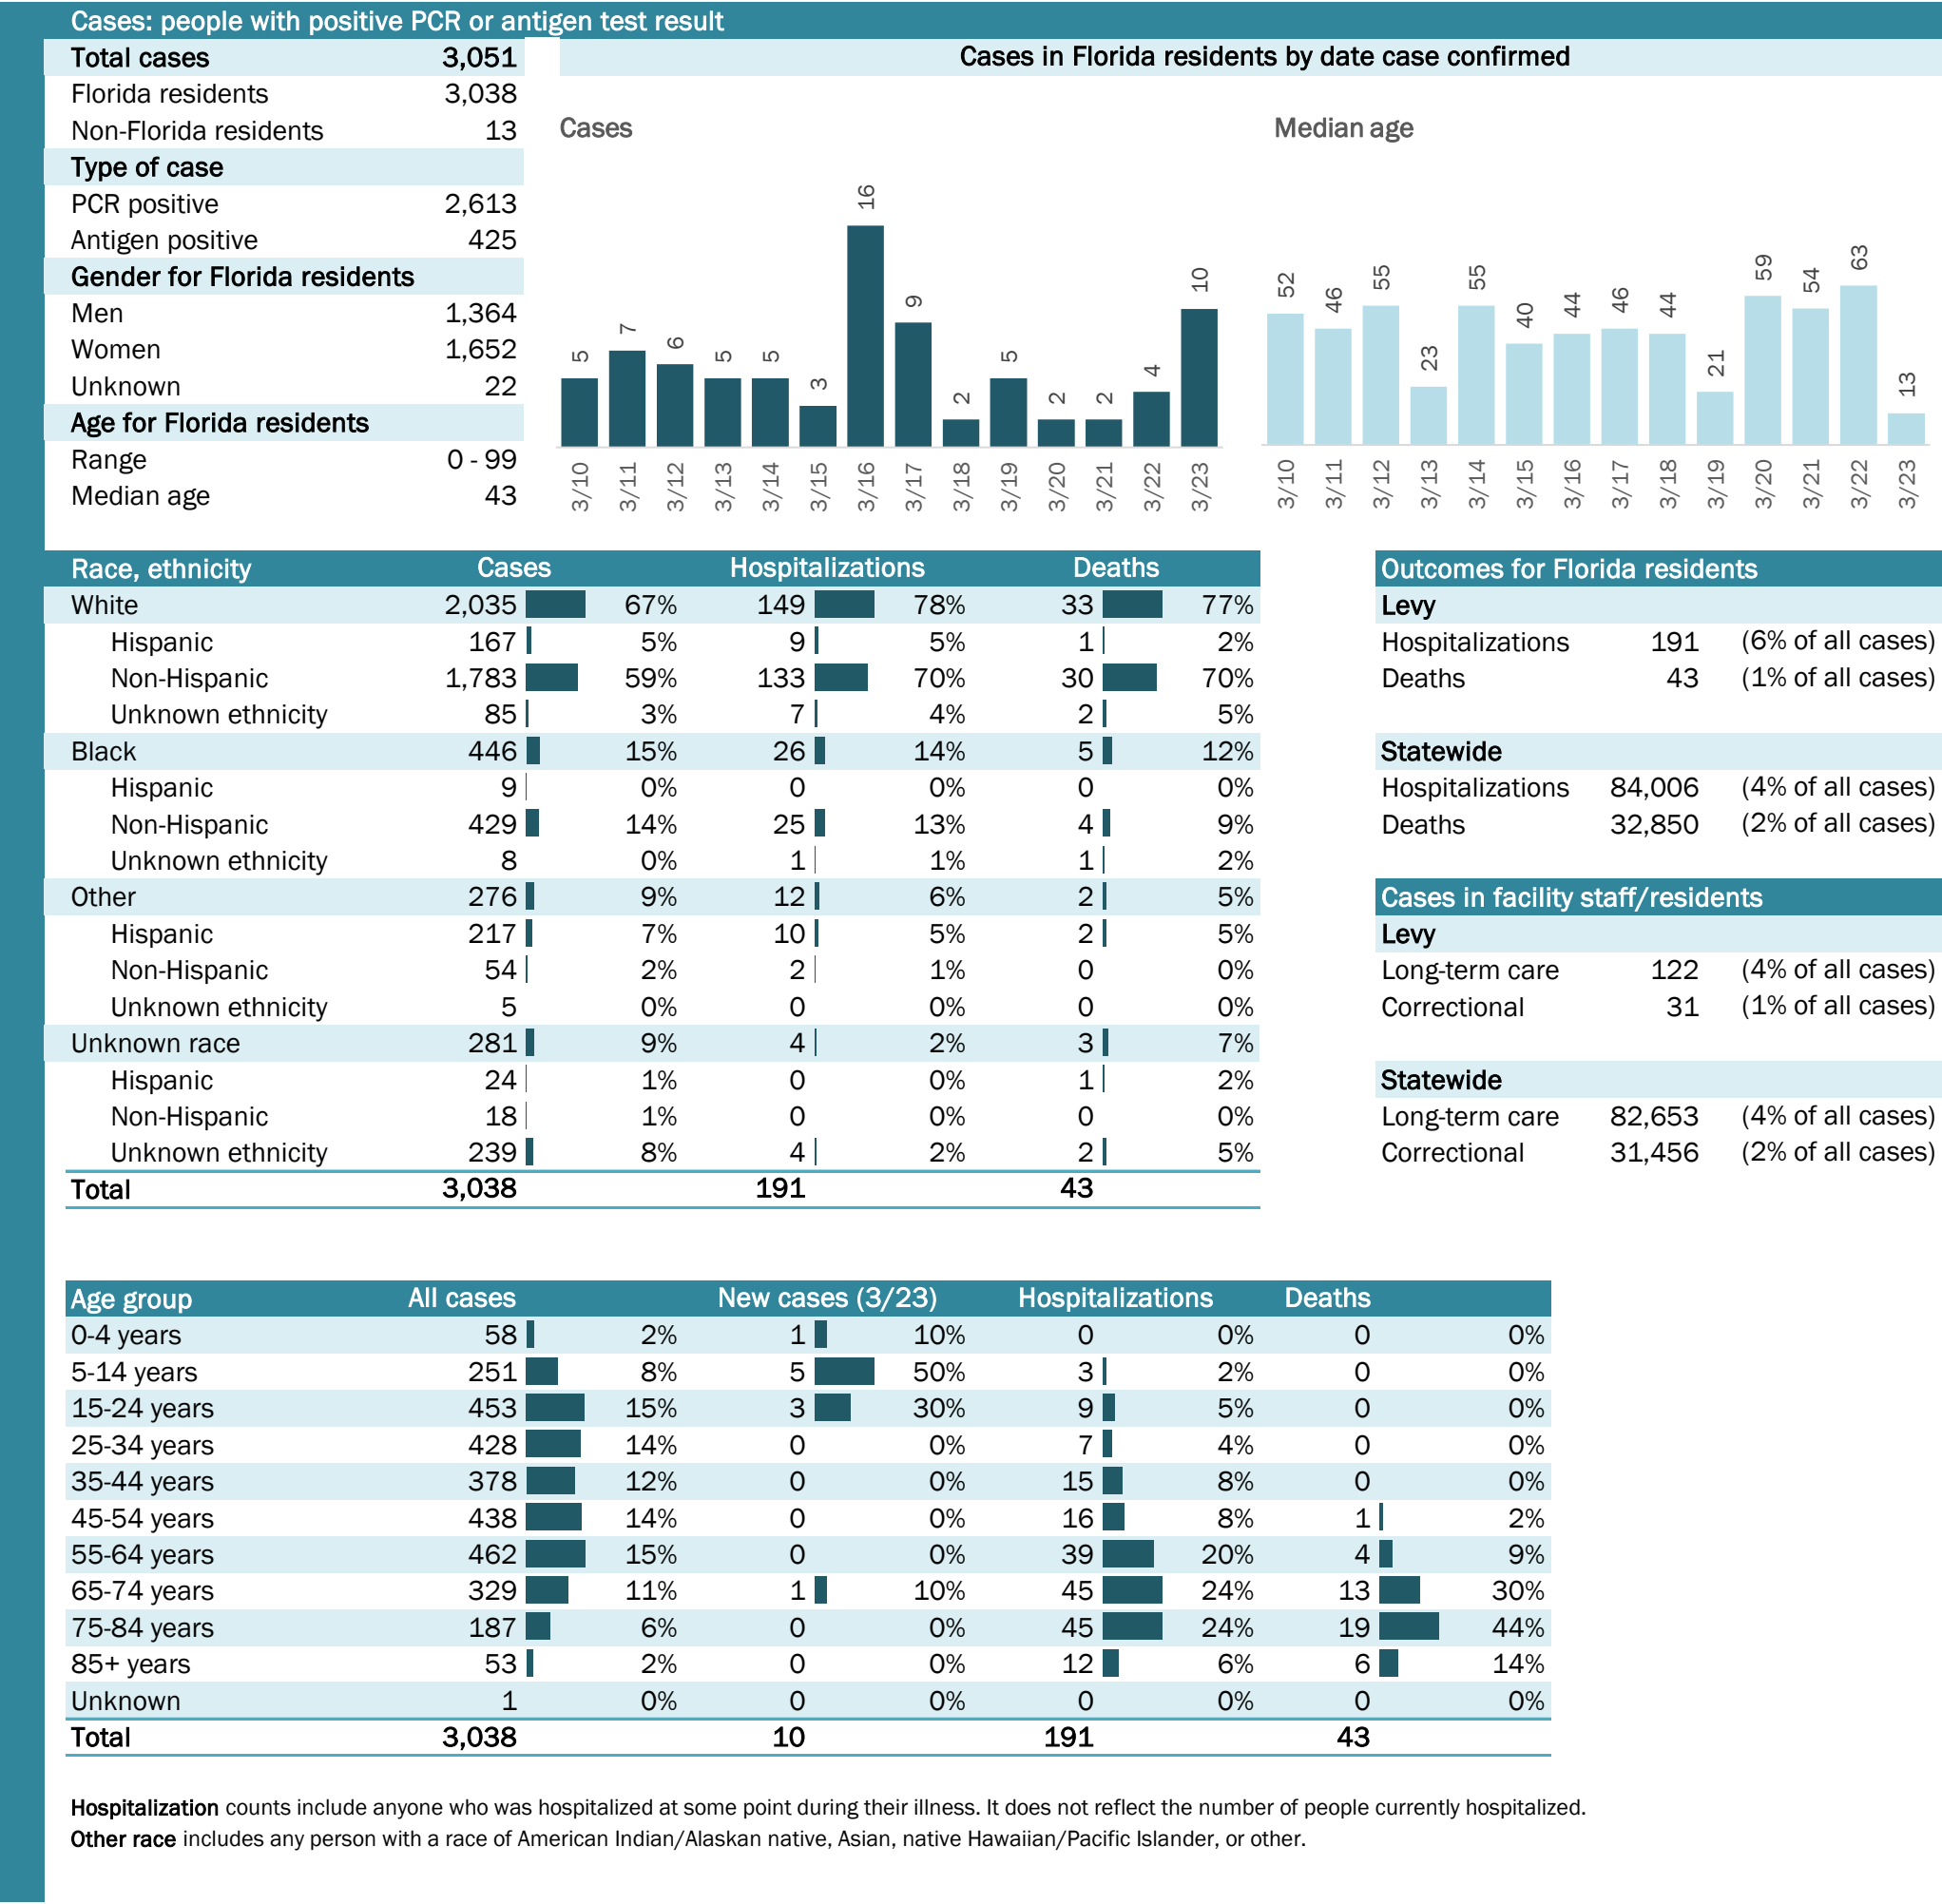 Cases: people with positive PCR or antigen test result
Total cases 3,051
Florida residents 3,038
Non-Florida residents 13
Type of case
PCR positive 2,613
Antigen positive 425
Gender for Florida residents
Men 1,364
Women 1,652
Unknown 22
Age for Florida residents
Range 0 - 99
Median age 43
Cases in Florida residents by date case confirmed
Cases
5 7 6 5 5 3 16 9 2 5 2 2 4 10
3/10 3/11 3/12 3/13 3/14 3/15 3/16 3/17 3/18 3/19 3/20 3/21 3/22 3/23
Median age
52 46 55 23 55 40 44 46 44 21 59 54 63 13
3/10 3/11 3/12 3/13 3/14 3/15 3/16 3/17 3/18 3/19 3/20 3/21 3/22 3/23
Race, ethnicity Cases Hospitalizations Deaths
White 2,035 67% 149 78% 33 77%
Hispanic 167 5% 9 5% 1 2%
Non-Hispanic 1,783 59% 133 70% 30 70%
Unknown ethnicity 85 3% 7 4% 2 5%
Black 446 15% 26 14% 5 12%
Hispanic 9 0% 0 0% 0 0%
Non-Hispanic 429 14% 25 13% 4 9%
Unknown ethnicity 8 0% 1 1% 1 2%
Other 276 9% 12 6% 2 5%
Hispanic 217 7% 10 5% 2 5%
Non-Hispanic 54 2% 2 1% 0 0%
Unknown ethnicity 5 0% 0 0% 0 0%
Unknown race 281 9% 4 2% 3 7%
Hispanic 24 1% 0 0% 1 2%
Non-Hispanic 18 1% 0 0% 0 0%
Unknown ethnicity 239 8% 4 2% 2 5%
Total 3,038 191 43
Outcomes for Florida residents
Levy
Hospitalizations 191 (6% of all cases)
Deaths 43 (1% of all cases)
Statewide
Hospitalizations 84,006 (4% of all cases)
Deaths 32,850 (2% of all cases)
Cases in facility staff/residents
Levy
Long-term care 122 (4% of all cases)
Correctional 31 (1% of all cases)
Statewide
Long-term care 82,653 (4% of all cases)
Correctional 31,456 (2% of all cases)
Age group All cases New cases (3/23) Hospitalizations Deaths
0-4 years 58 2% 1 10% 0 0% 0 0%
5-14 years 251 8% 5 50% 3 2% 0 0%
15-24 years 453 15% 3 30% 9 5% 0 0%
25-34 years 428 14% 0 0% 7 4% 0 0%
35-44 years 378 12% 0 0% 15 8% 0 0%
45-54 years 438 14% 0 0% 16 8% 1 2%
55-64 years 462 15% 0 0% 39 20% 4 9%
65-74 years 329 11% 1 10% 45 24% 13 30%
75-84 years 187 6% 0 0% 45 24% 19 44%
85+ years 53 2% 0 0% 12 6% 6 14%
Unknown 1 0% 0 0% 0 0% 0 0%
Total 3,038 10 191 43
Hospitalization counts include anyone who was hospitalized at some point during their illness. It does not reflect the number of people currently hospitalized.
Other race includes any person with a race of American Indian/Alaskan native, Asian, native Hawaiian/Pacific Islander, or other.